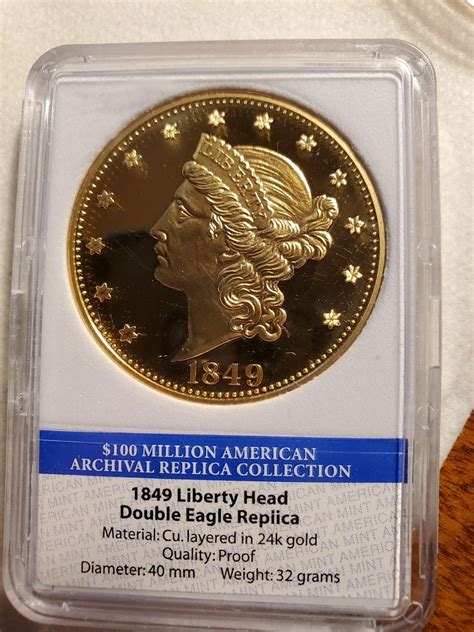 LIBERTY
1849
$100 MILLION AMERICAN
ARCHIVAL REPLICA COLLECTION
1849 Liberty Head
Double Eagle Replica
Material: Cu. layered in 24k gold
Quality: Proof
Diameter: 40 mm Weight: 32 grams